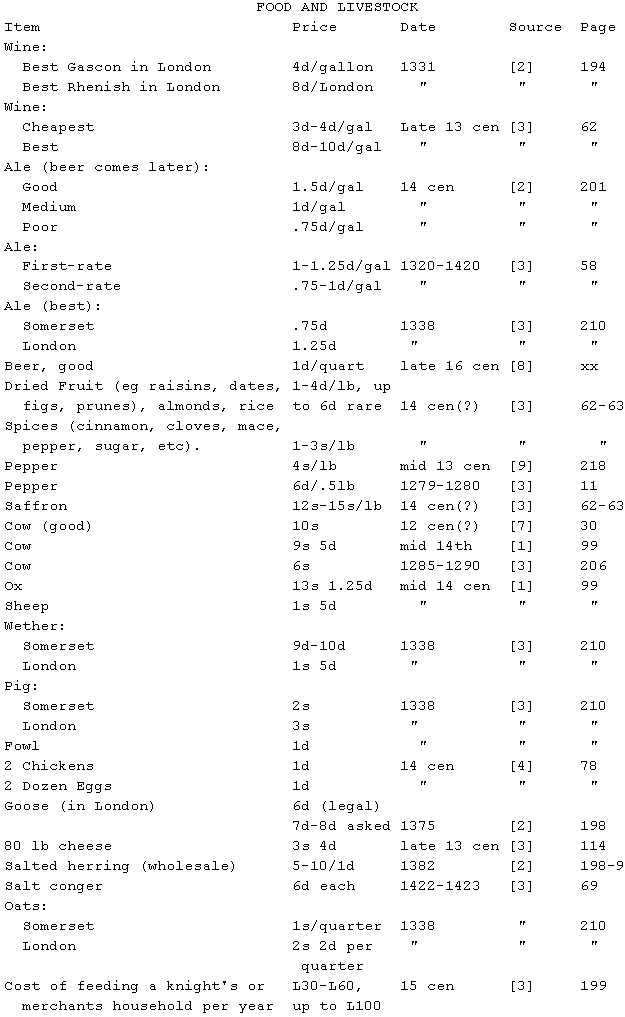 FOOD AND LIVESTOCK
Item Price Date Source Page
Wine:
Best Gascon in London 4d/gallon 1331 [2] 194
Best Rhenish in London 8d/London " " "
Wine:
Cheapest 3d-4d/gal Late 13 cen [3] 62
Best 8d-10d/gal " " "
Ale (beer comes later):
Good 1.5d/gal 14 cen [2] 201
Medium 1d/gal " " "
Poor .75d/gal " " "
Ale:
First-rate 1-1.25d/gal 1320-1420 [3] 58
Second-rate .75-1d/gal " " "
Ale (best):
Somerset .75d 1338 [3] 210
London 1.25d " " "
Beer, good 1d/quart late 16 cen [8] xx
Dried Fruit (eg raisins, dates, 1-4d/lb, up
figs, prunes), almonds, rice to 6d rare 14 cen(?) [3] 62-63
Spices (cinnamon, cloves, mace,
pepper, sugar, etc). 1-3s/lb " " "
Pepper 4s/lb mid 13 cen [9] 218
Pepper 6d/.5lb 1279-1280 [3] 11
Saffron 12s-15s/lb 14 cen(?) [3] 62-63
Cow (good) 10s 12 cen(?) [7] 30
Cow 9s 5d mid 14th [1] 99
Cow 6s 1285-1290 [3] 206
Ox 13s 1.25d mid 14 cen [1] 99
Sheep 1s 5d " " "
Wether:
Somerset 9d-10d 1338 [3] 210
London 1s 5d " " "
Pig:
Somerset 2s 1338 [3] 210
London 3s " " "
Fowl 1d " " "
2 Chickens 1d 14 cen [4] 78
2 Dozen Eggs 1d " " "
Goose (in London) 6d (legal)
7d-8d asked 1375 [2] 198
80 lb cheese 3s 4d late 13 cen [3] 114
Salted herring (wholesale) 5-10/1d 1382 [2] 198-9
Salt conger 6d each 1422-1423 [3] 69
Oats:
Somerset 1s/quarter 1338 " 210
London 2s 2d per " " "
quarter
Cost of feeding a knight's or L30-L60, 15 cen [3] 199
merchants household per year up to L100